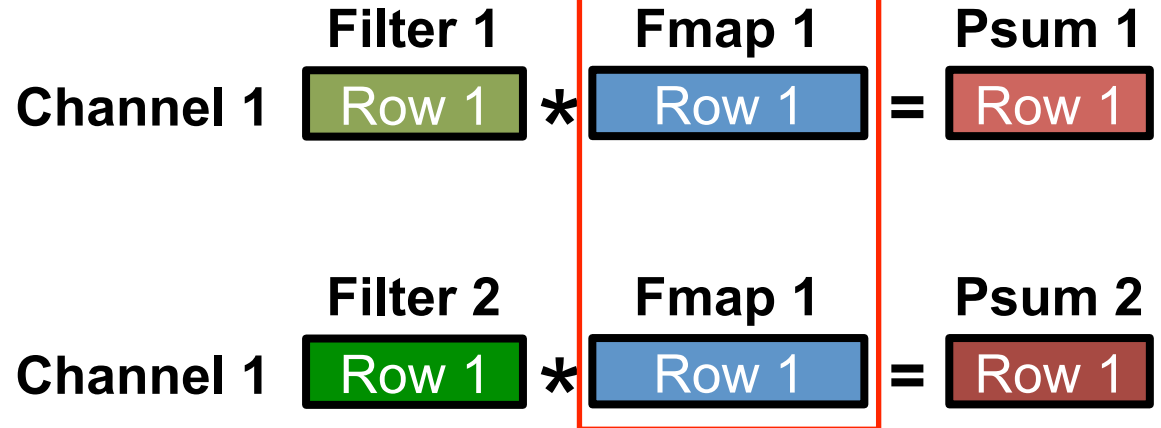 Filter 1 Fmap 1 Psum 1
Channel 1 Row 1 * Row 1 = Row 1
Filter 2 Fmap 1 Psum 2
Channel 1 Row 1 * Row 1 = Row 1